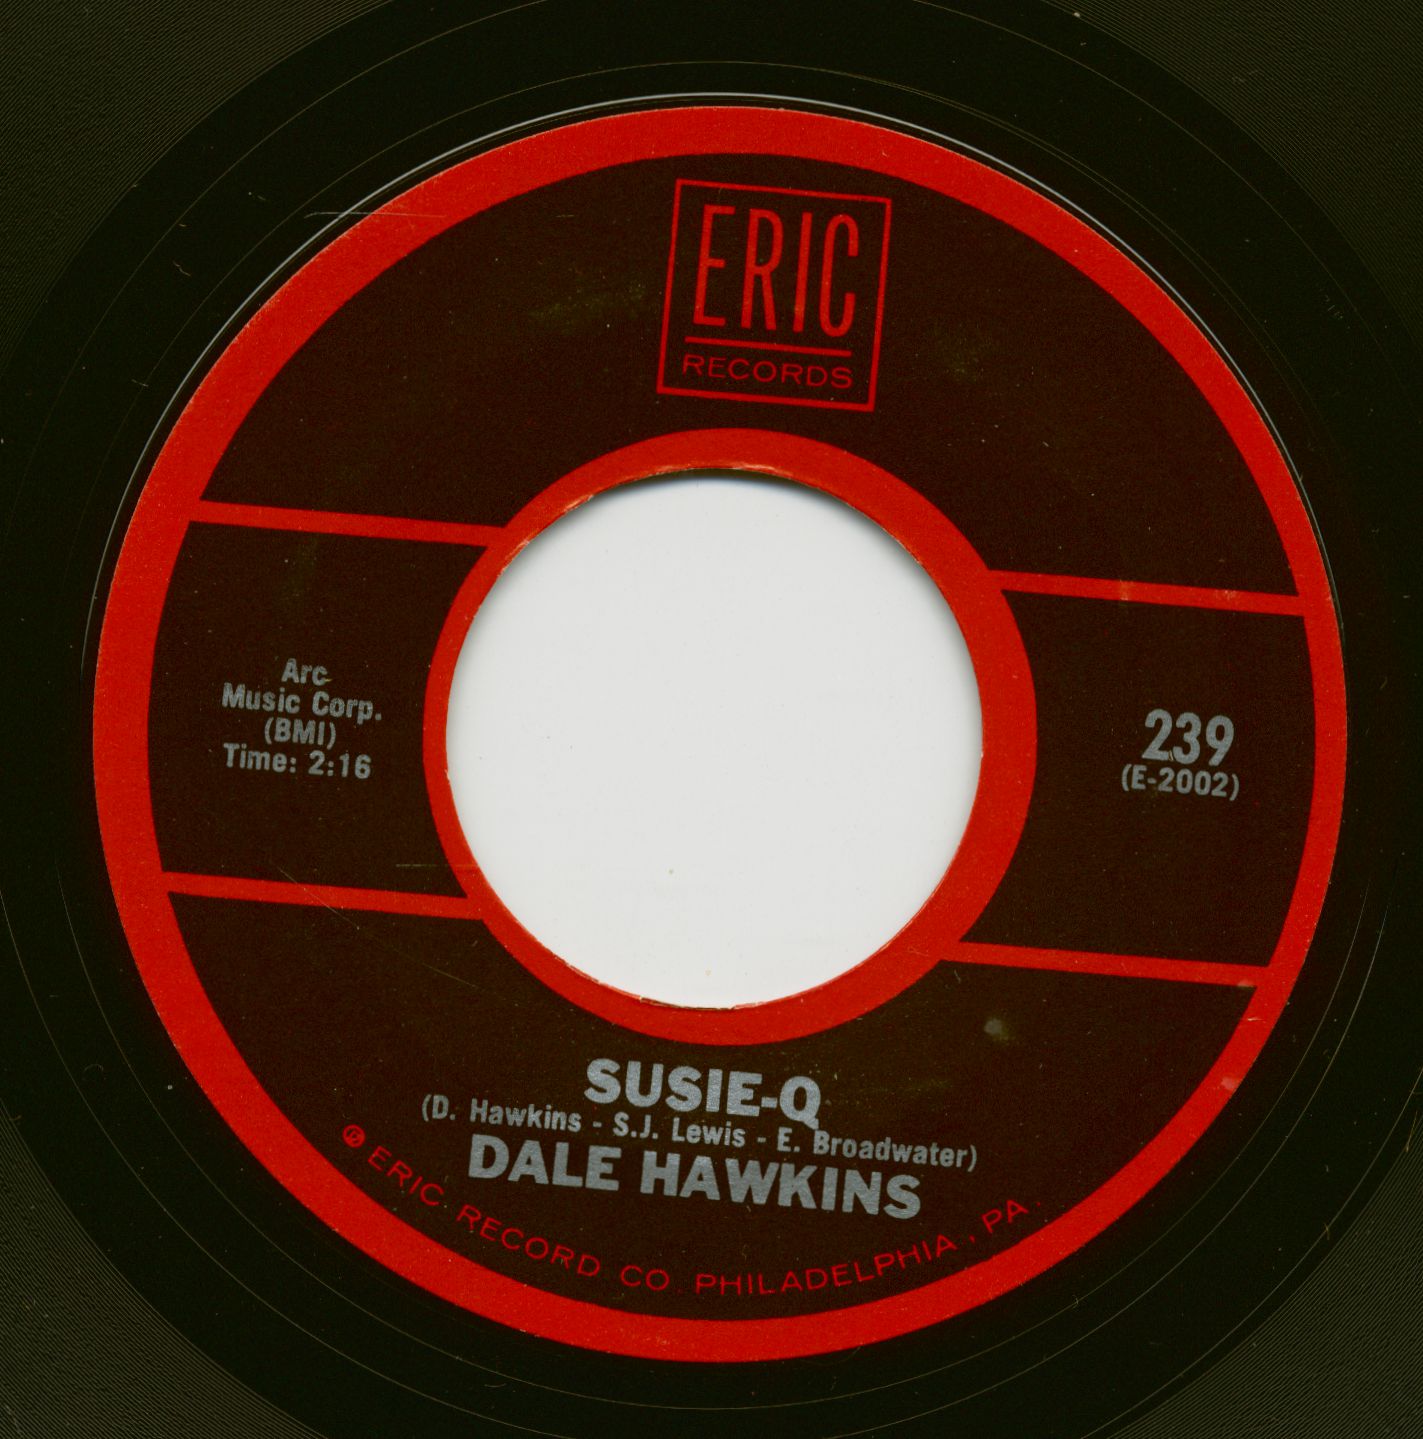 ERIC
RECORDS
Arc
Music Corp.
(BMI)
Time: 2:16
239
(E-2002)
SUSIE-Q
(D. Hawkins - S.J. Lewis - E. Broadwater)
DALE HAWKINS
Ⓟ ERIC RECORD CO. PHILADELPHIA, PA.